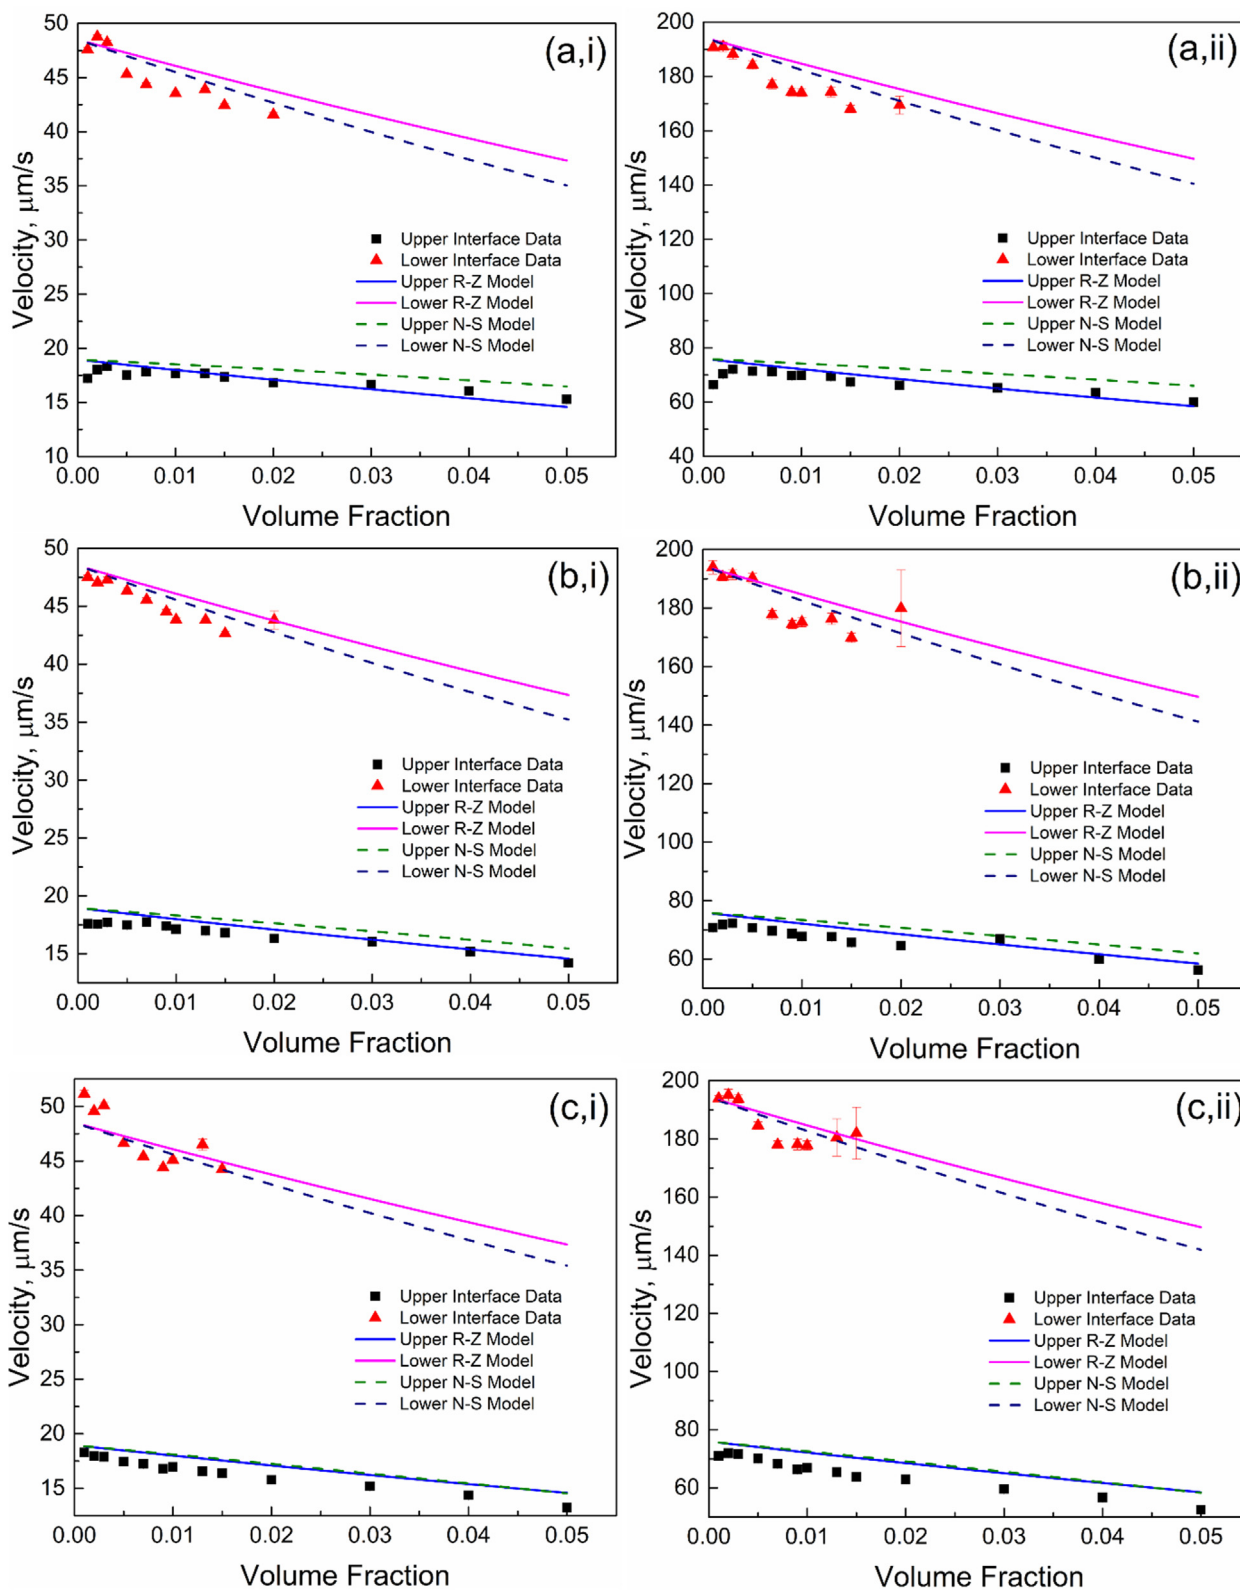 (a,i)
50
45
40
35
30
25
20
15
10
Velocity, μm/s
Upper Interface Data
Lower Interface Data
Upper R-Z Model
Lower R-Z Model
Upper N-S Model
Lower N-S Model
0.00 0.01 0.02 0.03 0.04 0.05
Volume Fraction
(a,ii)
200
180
160
140
120
100
80
60
40
Velocity, μm/s
Upper Interface Data
Lower Interface Data
Upper R-Z Model
Lower R-Z Model
Upper N-S Model
Lower N-S Model
0.00 0.01 0.02 0.03 0.04 0.05
Volume Fraction
(b,i)
50
45
40
35
30
25
20
15
Velocity, μm/s
Upper Interface Data
Lower Interface Data
Upper R-Z Model
Lower R-Z Model
Upper N-S Model
Lower N-S Model
0.00 0.01 0.02 0.03 0.04 0.05
Volume Fraction
(b,ii)
200
180
160
140
120
100
80
60
Velocity, μm/s
Upper Interface Data
Lower Interface Data
Upper R-Z Model
Lower R-Z Model
Upper N-S Model
Lower N-S Model
0.00 0.01 0.02 0.03 0.04 0.05
Volume Fraction
(c,i)
50
45
40
35
30
25
20
15
Velocity, μm/s
Upper Interface Data
Lower Interface Data
Upper R-Z Model
Lower R-Z Model
Upper N-S Model
Lower N-S Model
0.00 0.01 0.02 0.03 0.04 0.05
Volume Fraction
(c,ii)
200
180
160
140
120
100
80
60
Velocity, μm/s
Upper Interface Data
Lower Interface Data
Upper R-Z Model
Lower R-Z Model
Upper N-S Model
Lower N-S Model
0.00 0.01 0.02 0.03 0.04 0.05
Volume Fraction